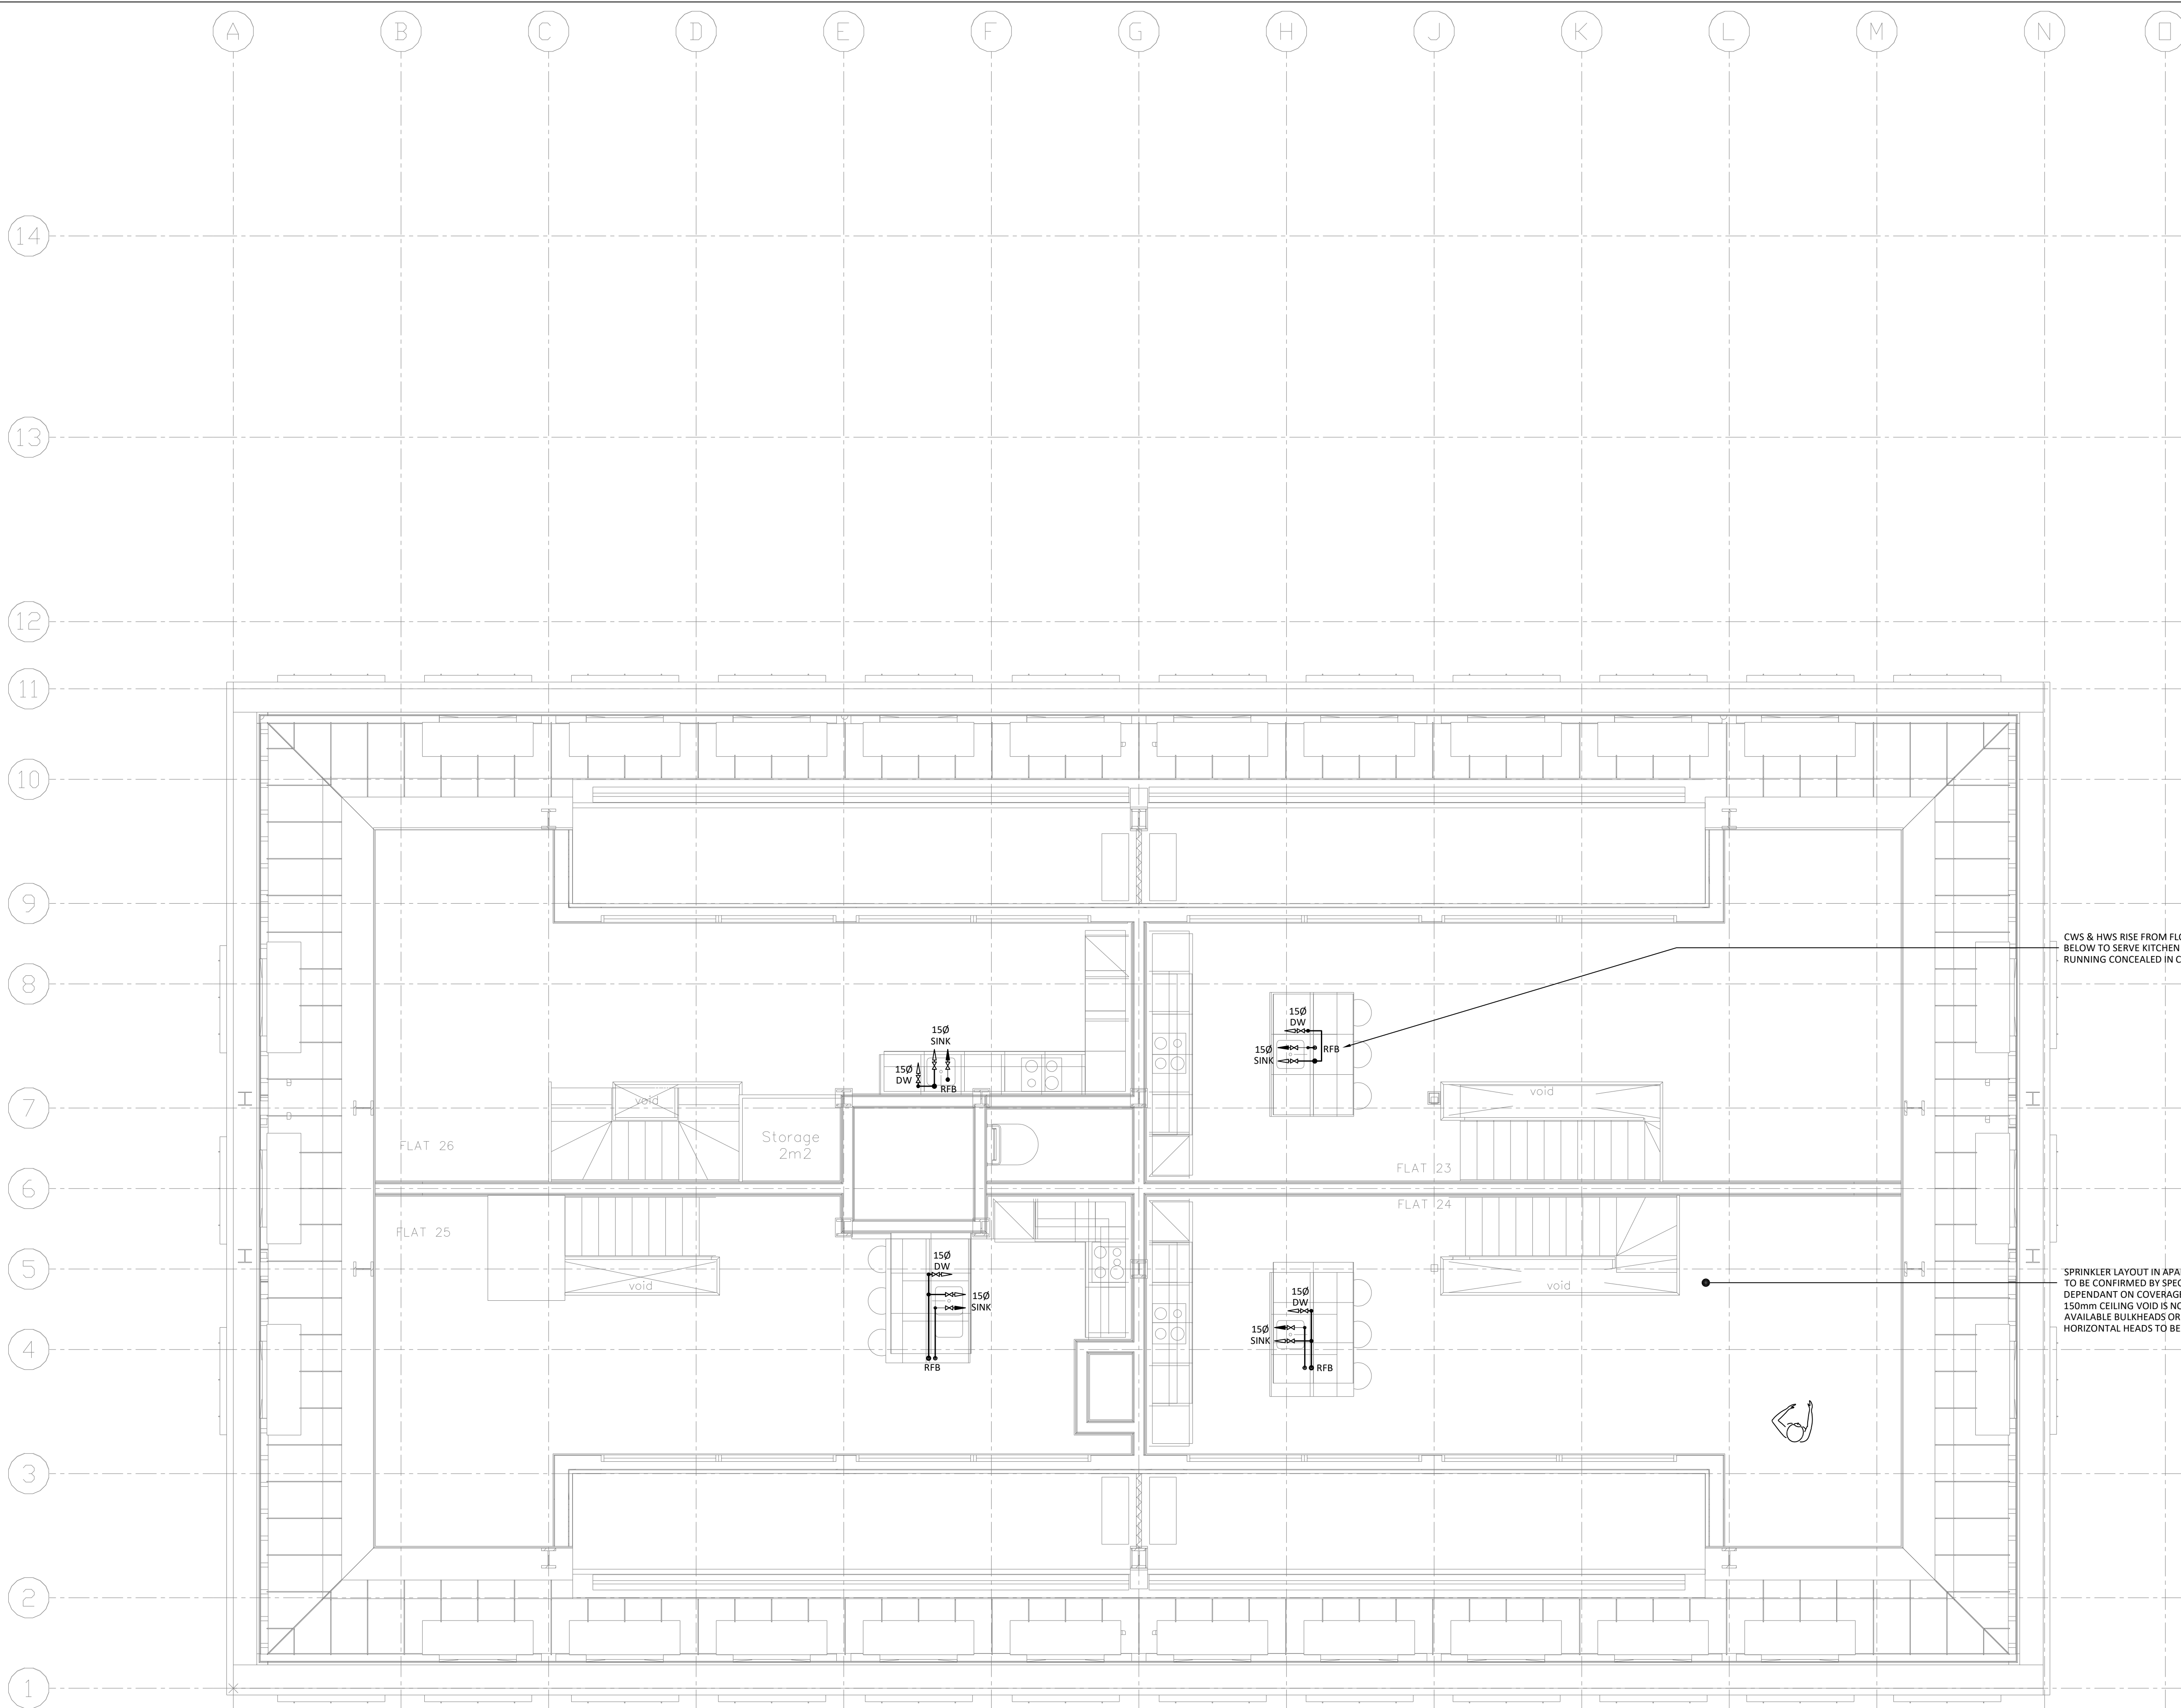 A B C D E F G H J K L M N O
14
13
12
11
10
9
CWS & HWS RISE FROM
BELOW TO SERVE KITCHEN
RUNNING CONCEALED IN
8
15Ø
DW
15Ø
SINK
RFB
15Ø
SINK
15Ø
DW
RFB
7
void
void
FLAT 26
Storage
2m2
FLAT 23
6
FLAT 25
FLAT 24
5
void
void
15Ø
DW
15Ø
SINK
RFB
15Ø
DW
15Ø
SINK
RFB
SPRINKLER LAYOUT IN
TO BE CONFIRMED BY
DEPENDANT ON COVERAGE
150mm CEILING VOID IS
AVAILABLE BULKHEADS OR
HORIZONTAL HEADS TO BE
4
3
2
1